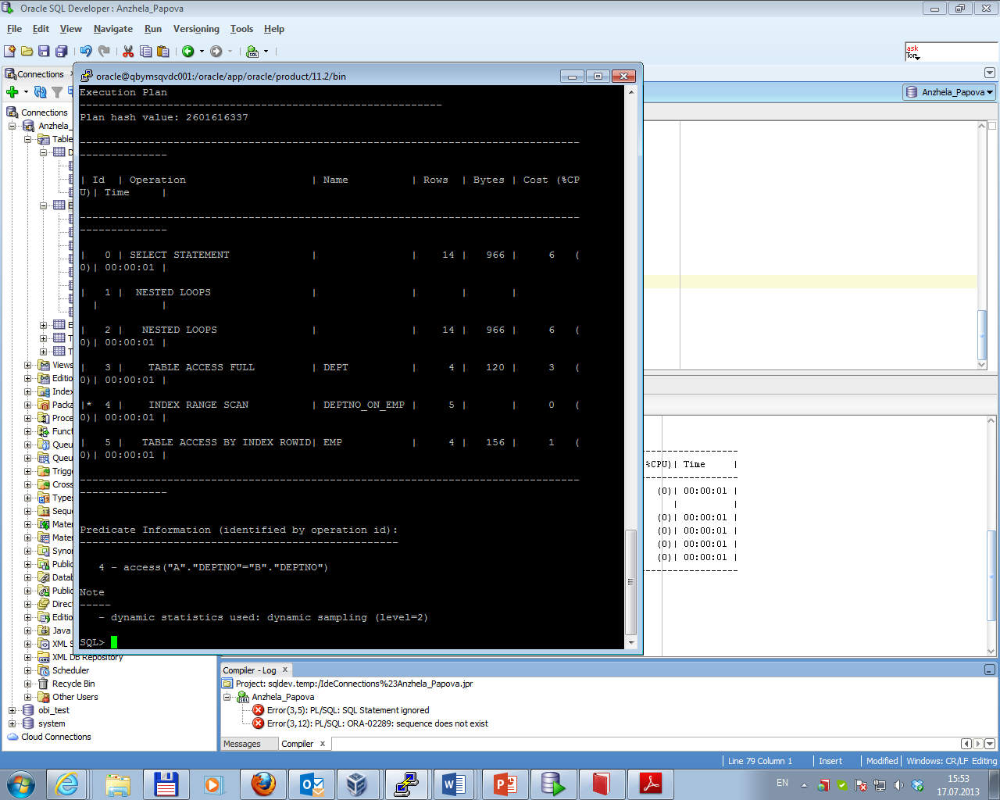 Oracle SQL Developer : Anzhela_Papova
File Edit View Navigate Run Versioning Tools Help
ask
Tom
Connections
oracle@qbymsqvdc001:/oracle/app/oracle/product/11.2/bin
Anzhela_Papova
Connections
Anzhela_
Table
D
E
E
T
T
Views
Editio
Index
Packa
Proce
Funct
Queu
Queu
Trigge
Cross
Types
Seque
Mater
Mater
Synor
Public
Datab
Public
Direct
Editio
Java
XML S
XML DB Repository
Scheduler
Recycle Bin
Other Users
obi_test
system
Cloud Connections
Execution Plan
----------------------------------------------------------
Plan hash value: 2601616337
--------------------------------------------------------------------------------
--------------
| Id  | Operation                    | Name          | Rows  | Bytes | Cost (%CP
U)| Time     |
--------------------------------------------------------------------------------
--------------
|   0 | SELECT STATEMENT             |               |    14 |   966 |     6   (
0)| 00:00:01 |
|   1 |  NESTED LOOPS                |               |       |       |
  |          |
|   2 |   NESTED LOOPS               |               |    14 |   966 |     6   (
0)| 00:00:01 |
|   3 |    TABLE ACCESS FULL         | DEPT          |     4 |   120 |     3   (
0)| 00:00:01 |
|*  4 |    INDEX RANGE SCAN          | DEPTNO_ON_EMP |     5 |       |     0   (
0)| 00:00:01 |
|   5 |   TABLE ACCESS BY INDEX ROWID| EMP           |     4 |   156 |     1   (
0)| 00:00:01 |
--------------------------------------------------------------------------------
--------------
Predicate Information (identified by operation id):
---------------------------------------------------
   4 - access("A"."DEPTNO"="B"."DEPTNO")
Note
-----
   - dynamic statistics used: dynamic sampling (level=2)
SQL>
---------------
%CPU)| Time     |
---------------
(0)| 00:00:01 |
|          |
(0)| 00:00:01 |
(0)| 00:00:01 |
(0)| 00:00:01 |
(0)| 00:00:01 |
---------------
Compiler - Log
Project: sqldev.temp:/IdeConnections%23Anzhela_Papova.jpr
Anzhela_Papova
Error(3,5): PL/SQL: SQL Statement ignored
Error(3,12): PL/SQL: ORA-02289: sequence does not exist
Messages Compiler
Line 79 Column 1 Insert Modified Windows: CR/LF Editing
EN
15:53
17.07.2013